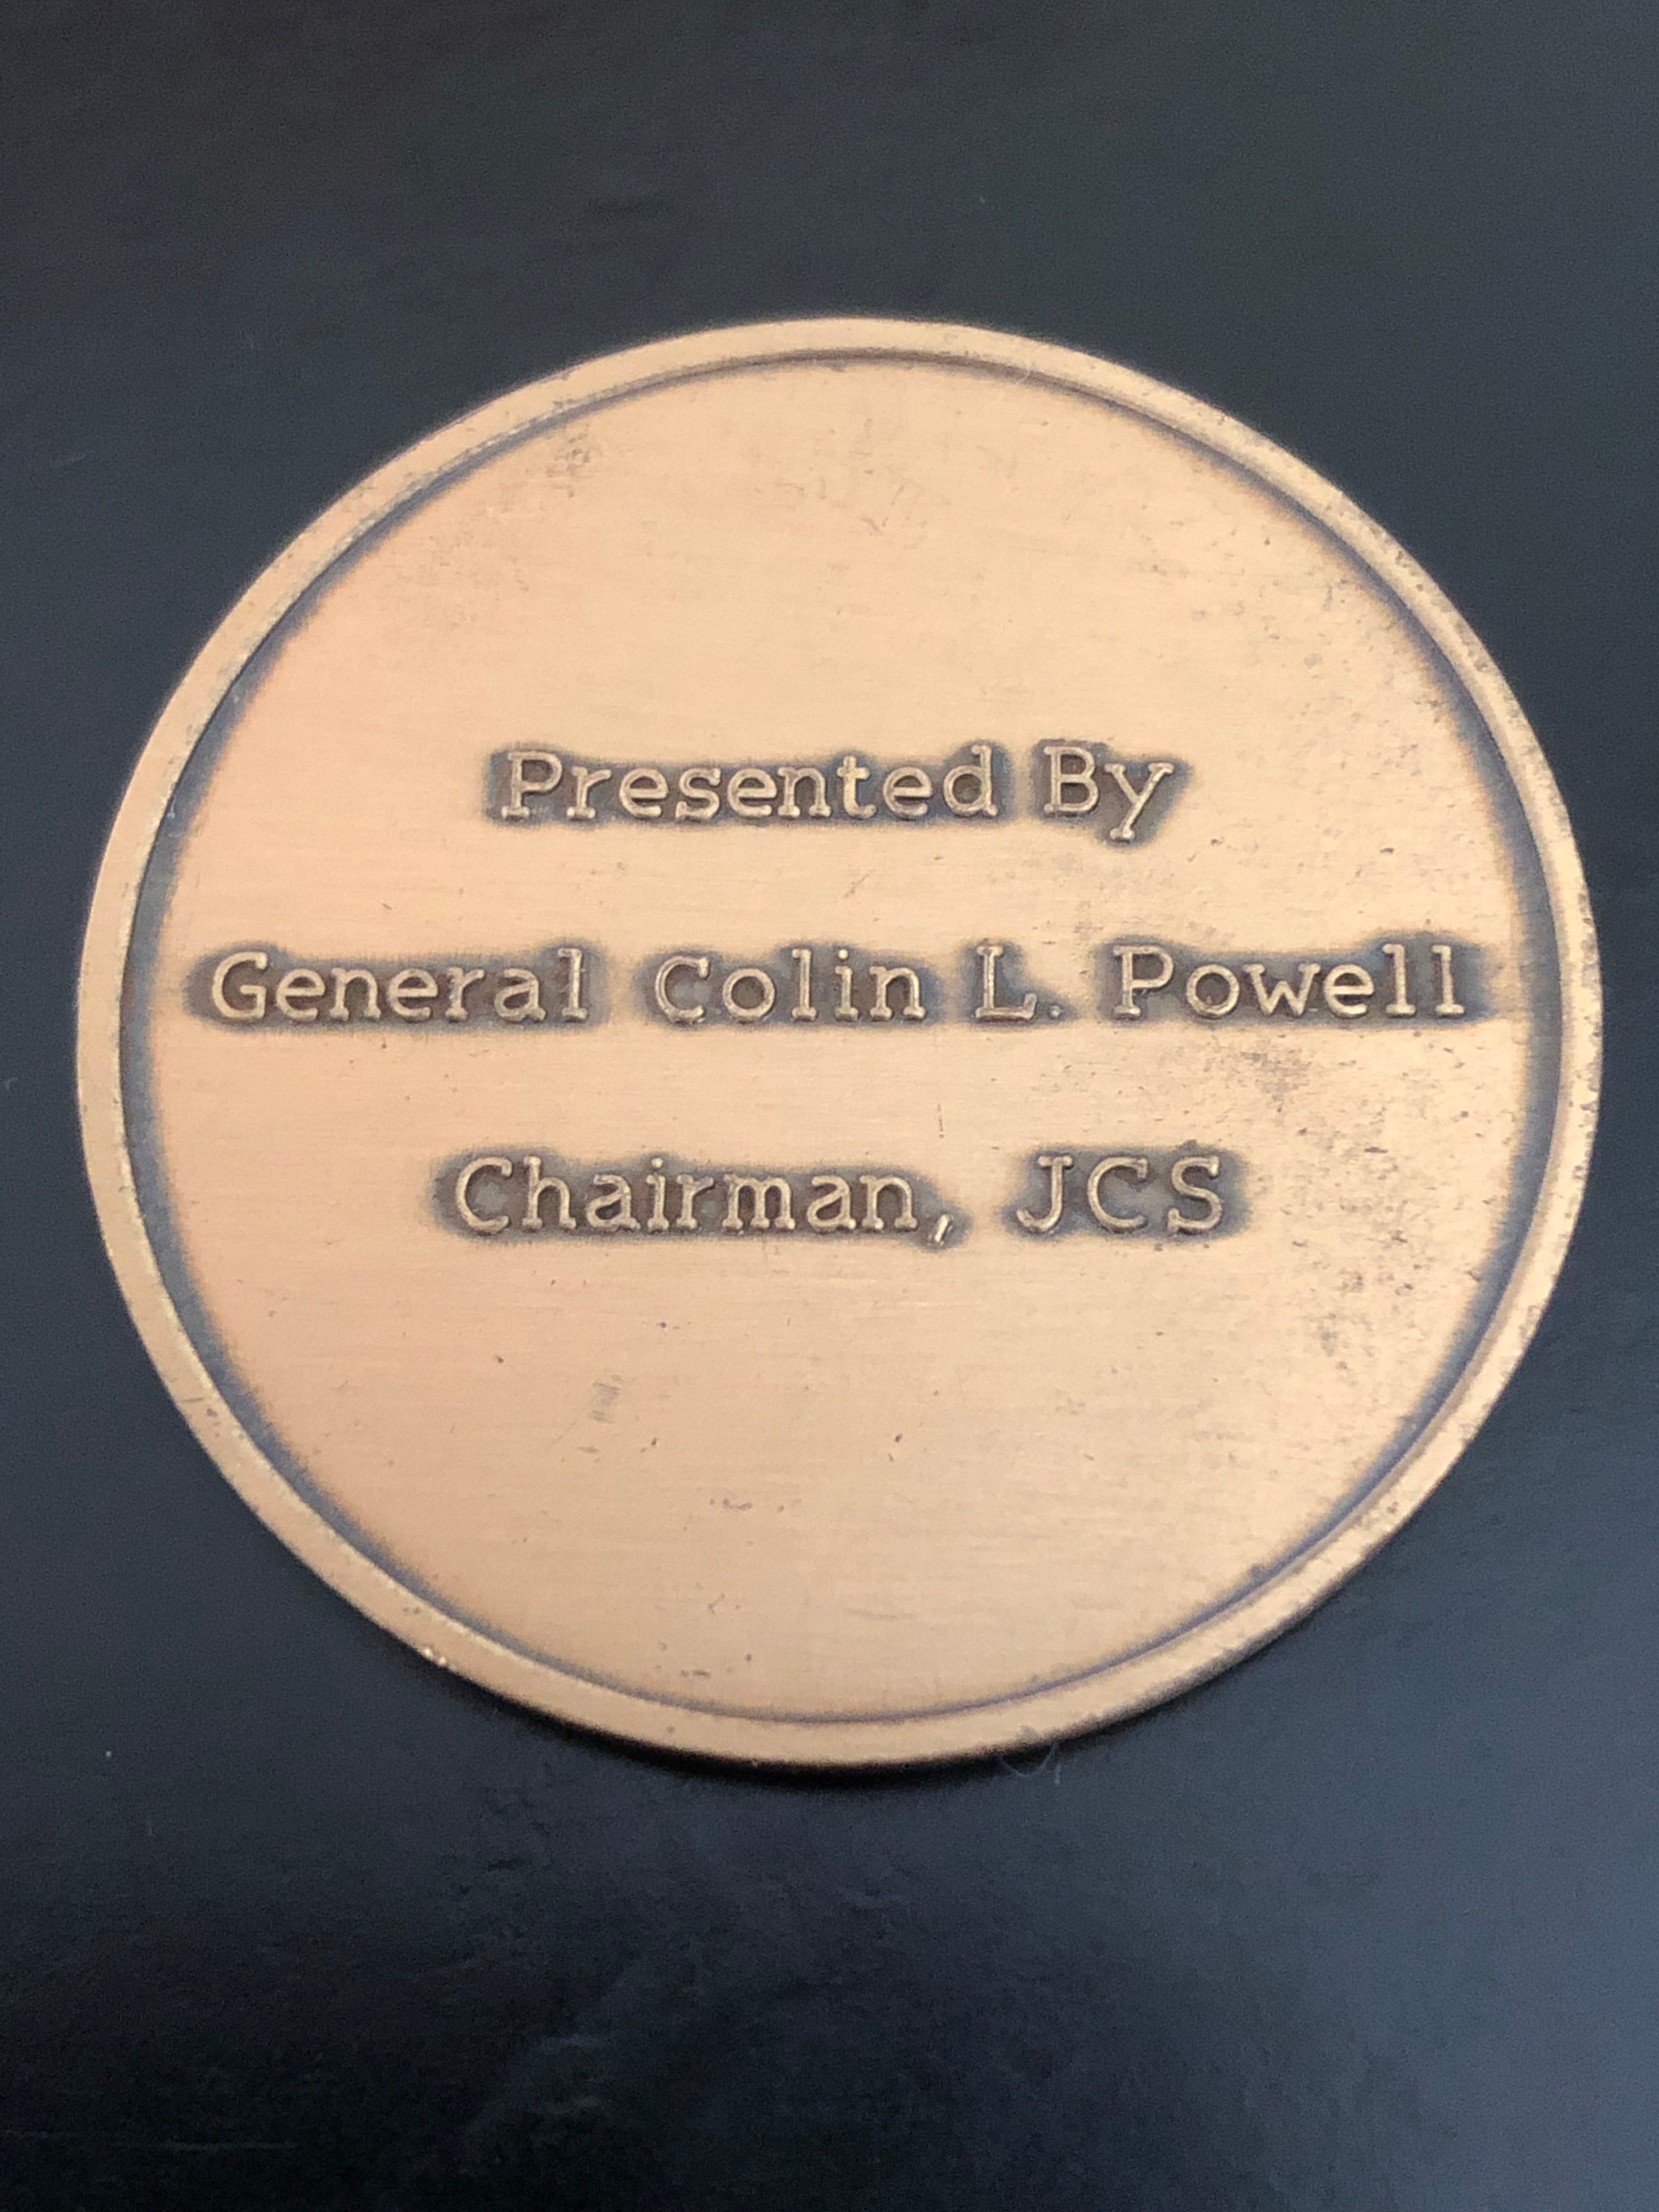 Presented By
General Colin L. Powell
Chairman, JCS